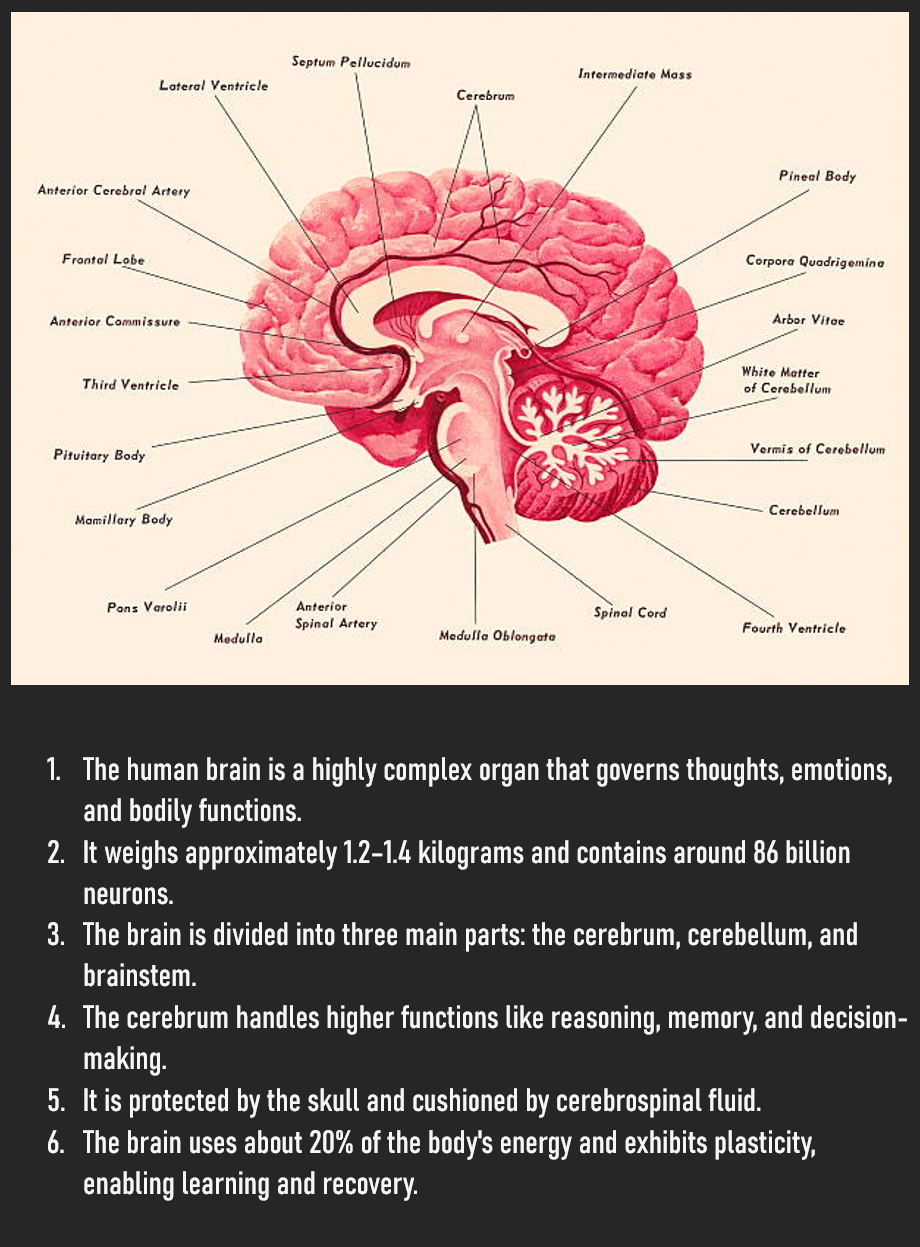 Septum Pellucidum
Lateral Ventricle
Intermediate Mass
Cerebrum
Anterior Cerebral Artery
Pineal Body
Frontal Lobe
Corpora Quadrigemina
Anterior Commissure
Arbor Vitae
Third Ventricle
White Matter
of Cerebellum
Pituitary Body
Vermis of Cerebellum
Mamillary Body
Cerebellum
Pons Varolii
Medulla
Anterior
Spinal Artery
Medulla Oblongata
Spinal Cord
Fourth Ventricle
1. The human brain is a highly complex organ that governs thoughts, emotions,
and bodily functions.
2. It weighs approximately 1.2–1.4 kilograms and contains around 86 billion
neurons.
3. The brain is divided into three main parts: the cerebrum, cerebellum, and
brainstem.
4. The cerebrum handles higher functions like reasoning, memory, and decision-
making.
5. It is protected by the skull and cushioned by cerebrospinal fluid.
6. The brain uses about 20% of the body's energy and exhibits plasticity,
enabling learning and recovery.